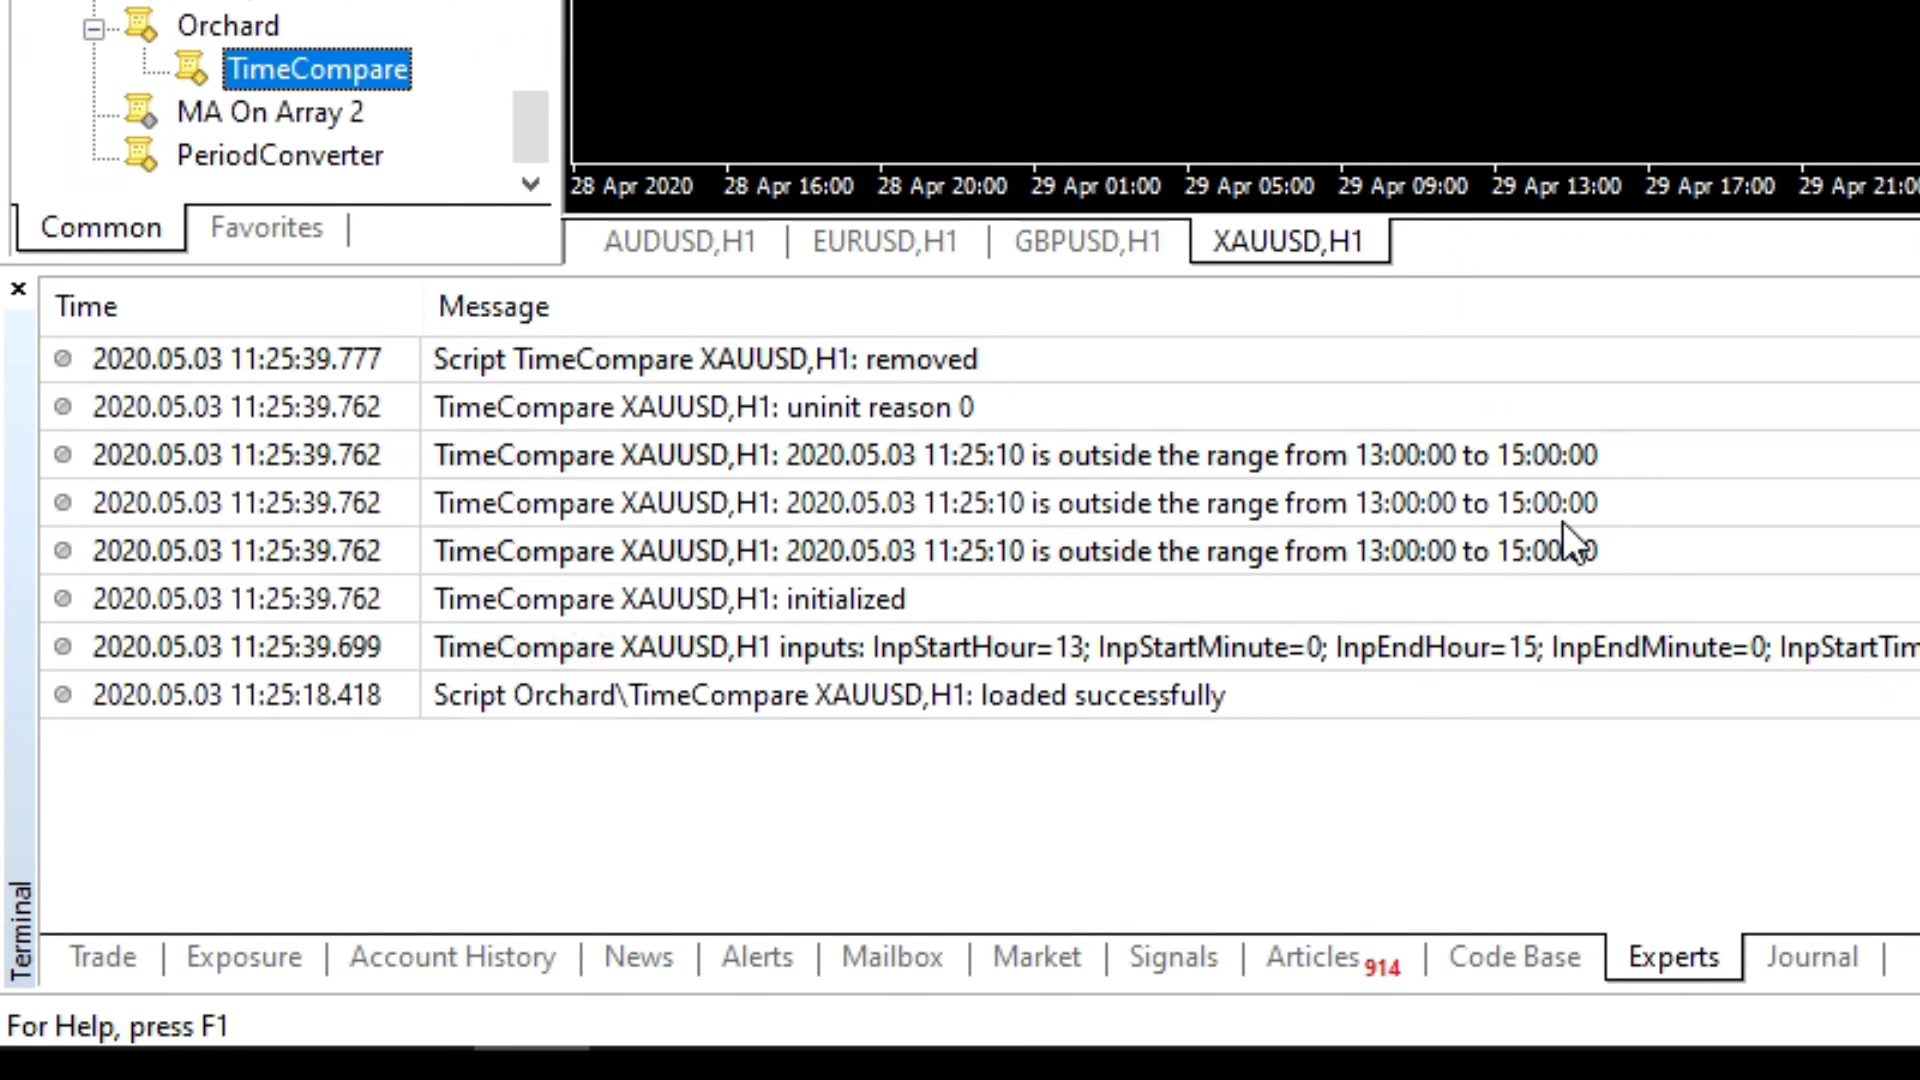 Orchard
TimeCompare
MA On Array 2
PeriodConverter
Common Favorites |
28 Apr 2020 28 Apr 16:00 28 Apr 20:00 29 Apr 01:00 29 Apr 05:00 29 Apr 09:00 29 Apr 13:00 29 Apr 17:00 29 Apr 21:00
AUDUSD,H1 | EURUSD,H1 | GBPUSD,H1 XAUUSD,H1
Time Message
2020.05.03 11:25:39.777 Script TimeCompare XAUUSD,H1: removed
2020.05.03 11:25:39.762 TimeCompare XAUUSD,H1: uninit reason 0
2020.05.03 11:25:39.762 TimeCompare XAUUSD,H1: 2020.05.03 11:25:10 is outside the range from 13:00:00 to 15:00:00
2020.05.03 11:25:39.762 TimeCompare XAUUSD,H1: 2020.05.03 11:25:10 is outside the range from 13:00:00 to 15:00:00
2020.05.03 11:25:39.762 TimeCompare XAUUSD,H1: 2020.05.03 11:25:10 is outside the range from 13:00:00 to 15:00:00
2020.05.03 11:25:39.762 TimeCompare XAUUSD,H1: initialized
2020.05.03 11:25:39.699 TimeCompare XAUUSD,H1 inputs: InpStartHour=13; InpStartMinute=0; InpEndHour=15; InpEndMinute=0; InpStartTim
2020.05.03 11:25:18.418 Script Orchard\TimeCompare XAUUSD,H1: loaded successfully
Terminal
Trade | Exposure | Account History | News | Alerts | Mailbox | Market | Signals | Articles 914 | Code Base Experts Journal |
For Help, press F1